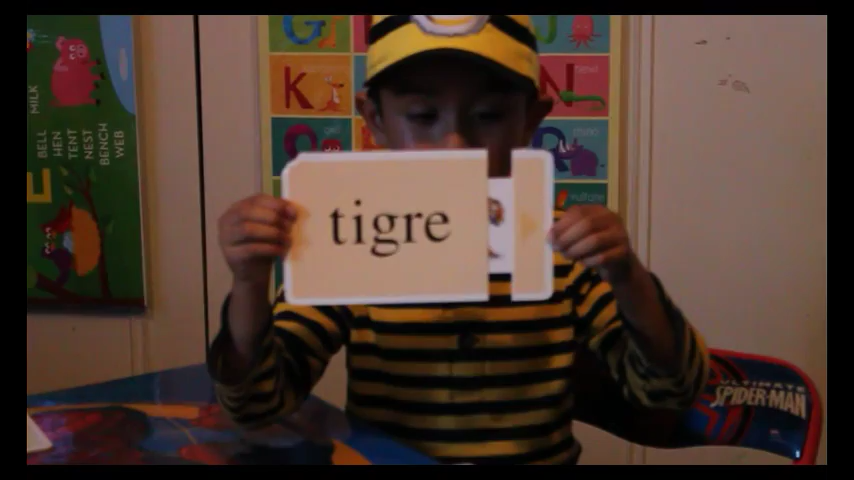 tigre
MILK
BELL
HEN
TENT
NEST
BENCH
WEB
E
G
J
K
N
ULTIMATE
SPIDER-MAN